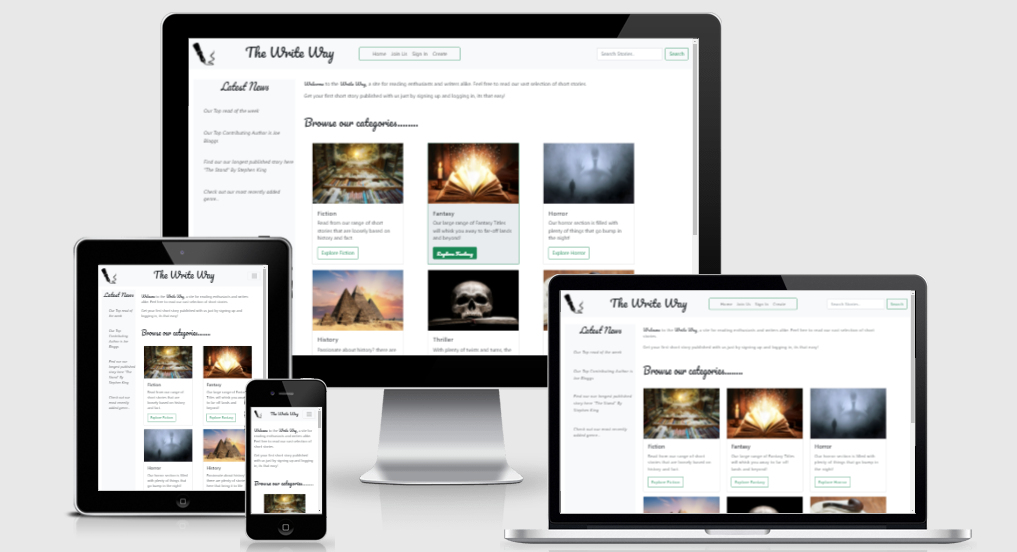 The Write Way
Home Join Us Sign In Create
Search Stories..
Search
Latest News
Our Top read of the week
Our Top Contributing Author is Joe
Bloggs
Find out our longest published story here
"The Stand" By Stephen King
Check out our most recently added
genre..
Welcome to the Write Way, a site for reading enthusiasts and writers alike. Feel free to read our vast selection of short stories.
Get your first short story published with us just by signing up and logging in, its that easy!
Browse our categories........
Fiction
Read from our range of short
stories that are loosely based on
history and fact
Explore Fiction
Fantasy
Our large range of Fantasy Titles
will whisk you away to far-off lands
and beyond!
Explore Fantasy
Horror
Our horror section is filled with
plenty of things that go bump in
the night!
Explore Horror
History
Passionate about history? there are
Thriller
With plenty of twists and turns, the
The Write Way
Latest News
Our Top read of
the week
Our Top
Contributing
Author is Joe
Bloggs
Find out our
longest published
story here "The
Stand" By
Stephen King
Check out our
most recently
added genre..
Welcome to the Write Way, a site for reading enthusiasts and writers
alike. Feel free to read our vast selection of short stories.
Get your first short story published with us just by signing up and
logging in, its that easy!
Browse our categories........
Fiction
Read from our range of
short stories that are
loosely based on history
and fact
Explore Fiction
Fantasy
Our large range of Fantasy
Titles will whisk you away
to far-off lands and
beyond!
Explore Fantasy
Horror
Our horror section is filled
with plenty of things that
go bump in the night!
History
Passionate about history?
there are plenty of stories
The Write Way
Welcome to the Write Way, a site for
reading enthusiasts and writers alike.
Feel free to read our vast selection of
short stories.
Get your first short story published with
us just by signing up and logging
in, its that easy!
Browse our categories........
The Write Way
Home Join Us Sign In Create
Search Stories..
Search
Latest News
Our Top read of the week
Our Top Contributing Author is
Joe Bloggs
Find out our longest published
story here "The Stand" By
Stephen King
Check out our most recently
added genre..
Welcome to the Write Way, a site for reading enthusiasts and writers alike. Feel free to read our vast selection of short
stories.
Get your first short story published with us just by signing up and logging in, its that easy!
Browse our categories........
Fiction
Read from our range of short
stories that are loosely based on
history and fact
Explore Fiction
Fantasy
Our large range of Fantasy Titles
will whisk you away to far-off
lands and beyond!
Explore Fantasy
Horror
Our horror section is filled with
plenty of things that go bump in
the night!
Explore Horror